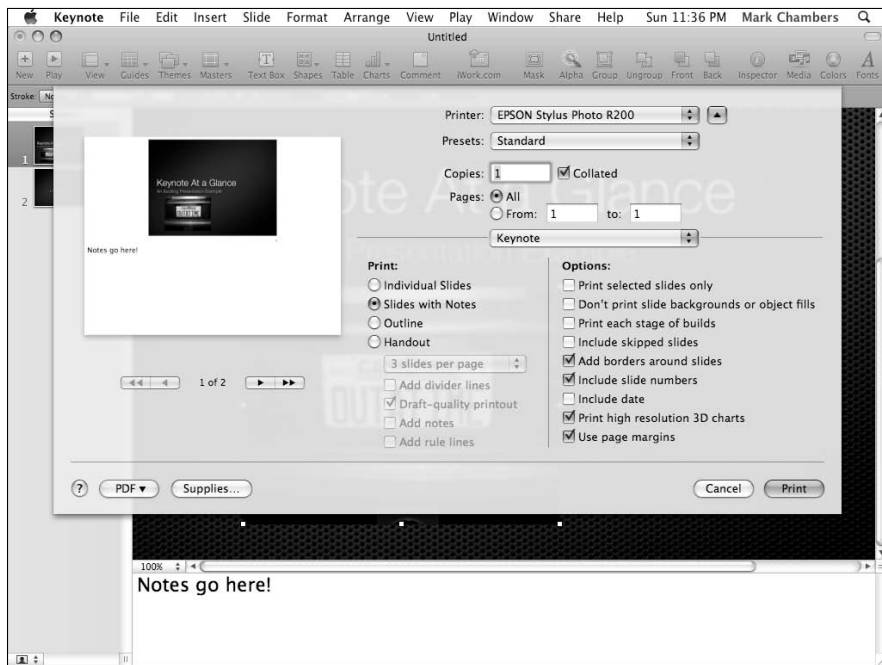 Keynote File Edit Insert Slide Format Arrange View Play Window Share Help Sun 11:36 PM Mark Chambers
Untitled
New Play View Guides Themes Masters Text Box Shapes Table Charts Comment iWork.com Mask Alpha Group Ungroup Front Back Inspector Media Colors Fonts
Stroke:
Printer: EPSON Stylus Photo R200
Presets: Standard
Copies: 1 Collated
Pages: All
From: 1 to: 1
Keynote
Keynote At a Glance
Notes go here!
1 of 2
Print:
Individual Slides
Slides with Notes
Outline
Handout
3 slides per page
Add divider lines
Draft-quality printout
Add notes
Add rule lines
Options:
Print selected slides only
Don't print slide backgrounds or object fills
Print each stage of builds
Include skipped slides
Add borders around slides
Include slide numbers
Include date
Print high resolution 3D charts
Use page margins
? PDF Supplies... Cancel Print
1
2
100%
Notes go here!